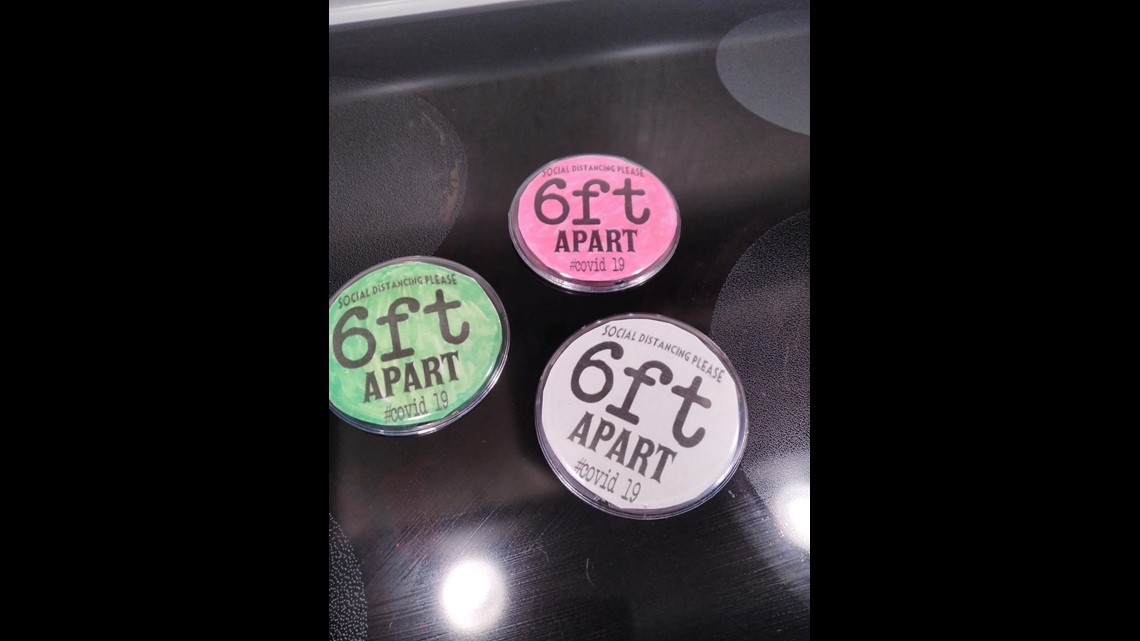 SOCIAL DISTANCING PLEASE
6ft
APART
#covid 19
SOCIAL DISTANCING PLEASE
6ft
APART
#covid 19
SOCIAL DISTANCING PLEASE
6ft
APART
#covid 19